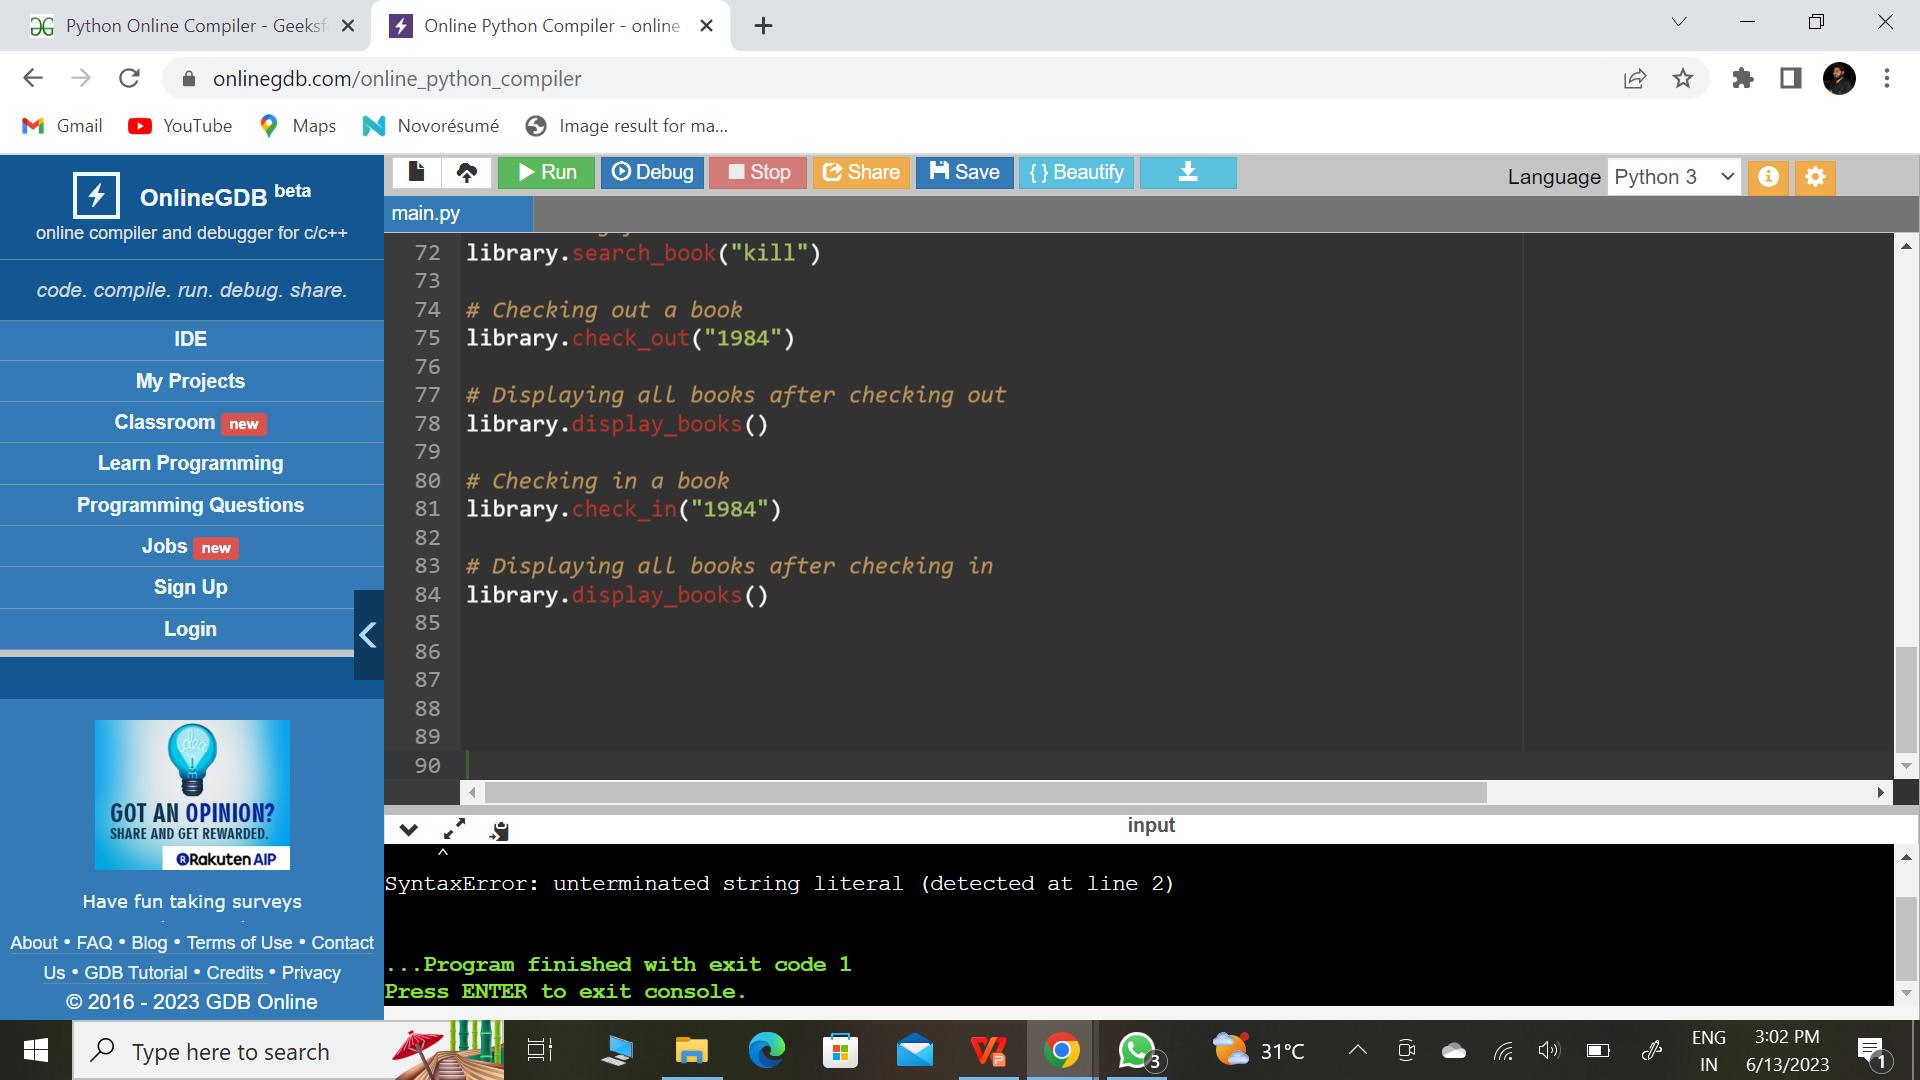 Python Online Compiler - Geeksf
Online Python Compiler - online
onlinegdb.com/online_python_compiler
Gmail
YouTube
Maps
Novorésumé
Image result for ma...
OnlineGDB beta
online compiler and debugger for c/c++
code. compile. run. debug. share.
IDE
My Projects
Classroom new
Learn Programming
Programming Questions
Jobs new
Sign Up
Login
idea
GOT AN OPINION?
SHARE AND GET REWARDED.
Rakuten AIP
Have fun taking surveys
About • FAQ • Blog • Terms of Use • Contact
Us • GDB Tutorial • Credits • Privacy
© 2016 - 2023 GDB Online
Run
Debug
Stop
Share
Save
{ } Beautify
Language Python 3
main.py
72 library.search_book("kill")
73
74 # Checking out a book
75 library.check_out("1984")
76
77 # Displaying all books after checking out
78 library.display_books()
79
80 # Checking in a book
81 library.check_in("1984")
82
83 # Displaying all books after checking in
84 library.display_books()
85
86
87
88
89
90
input
^
SyntaxError: unterminated string literal (detected at line 2)
...Program finished with exit code 1
Press ENTER to exit console.
Type here to search
3
31°C
ENG
IN
3:02 PM
6/13/2023
1